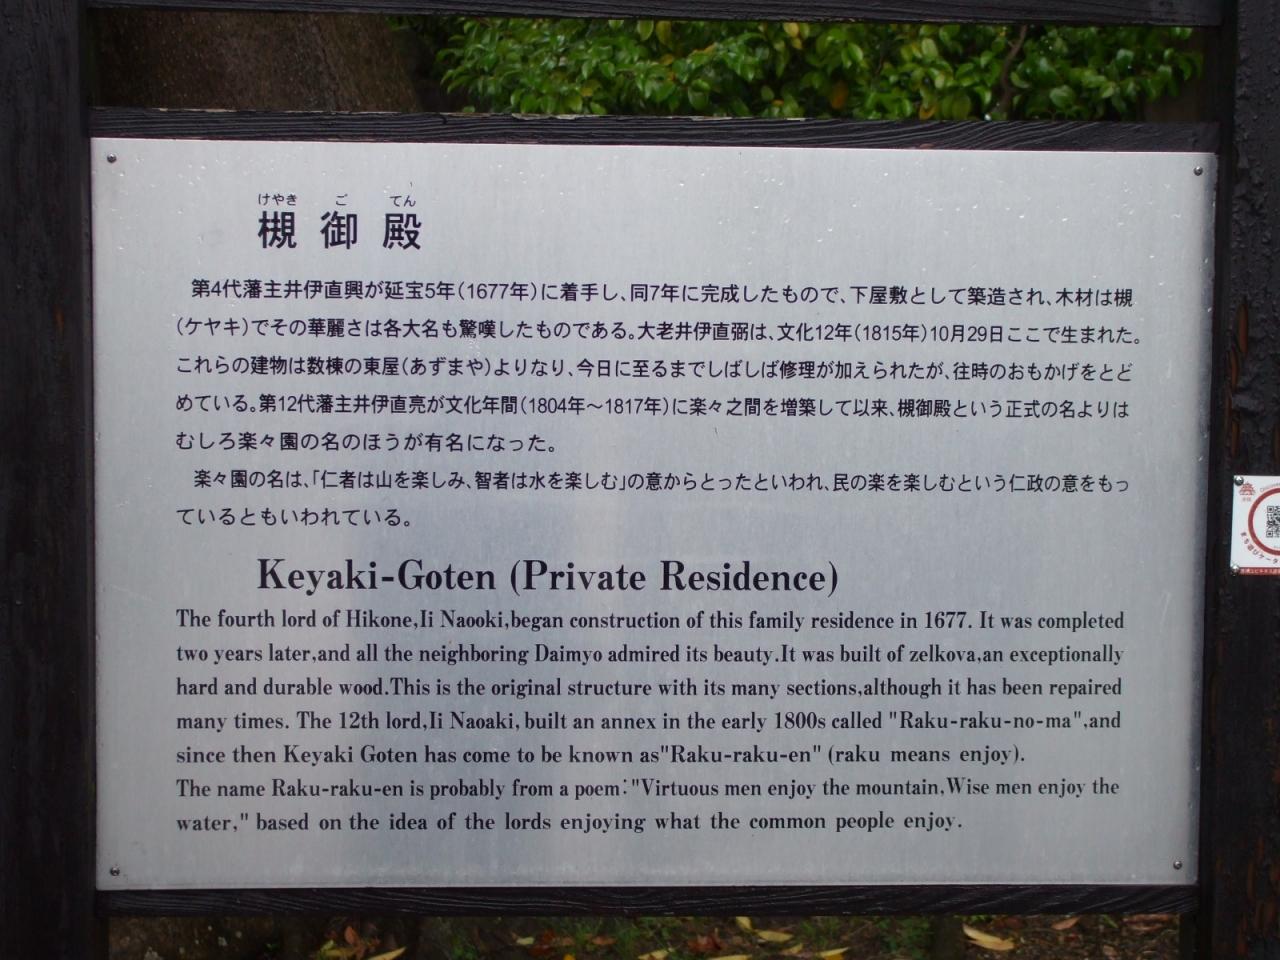 けやき ご てん
槻 御 殿
第4代藩主井伊直興が延宝5年(1677年)に着手し、同7年に完成したもので、下屋敷として築造され、木材は槻
(ケヤキ)でその華麗さは各大名も驚嘆したものである。大老井伊直弼は、文化12年(1815年)10月29日ここで生まれた。
これらの建物は数棟の東屋(あずまや)よりなり、今日に至るまでしばしば修理が加えられたが、往時のおもかげをとど
めている。第12代藩主井伊直亮が文化年間(1804年～1817年)に楽々之間を増築して以来、槻御殿という正式の名よりは
むしろ楽々園の名のほうが有名になった。
楽々園の名は、「仁者は山を楽しみ、智者は水を楽しむ」の意からとったといわれ、民の楽を楽しむという仁政の意をもっ
ているともいわれている。
Keyaki-Goten (Private Residence)
The fourth lord of Hikone,Ii Naooki,began construction of this family residence in 1677. It was completed
two years later,and all the neighboring Daimyo admired its beauty.It was built of zelkova,an exceptionally
hard and durable wood.This is the original structure with its many sections,although it has been repaired
many times. The 12th lord,Ii Naoaki, built an annex in the early 1800s called "Raku-raku-no-ma",and
since then Keyaki Goten has come to be known as"Raku-raku-en" (raku means enjoy).
The name Raku-raku-en is probably from a poem:"Virtuous men enjoy the mountain,Wise men enjoy the
water," based on the idea of the lords enjoying what the common people enjoy.